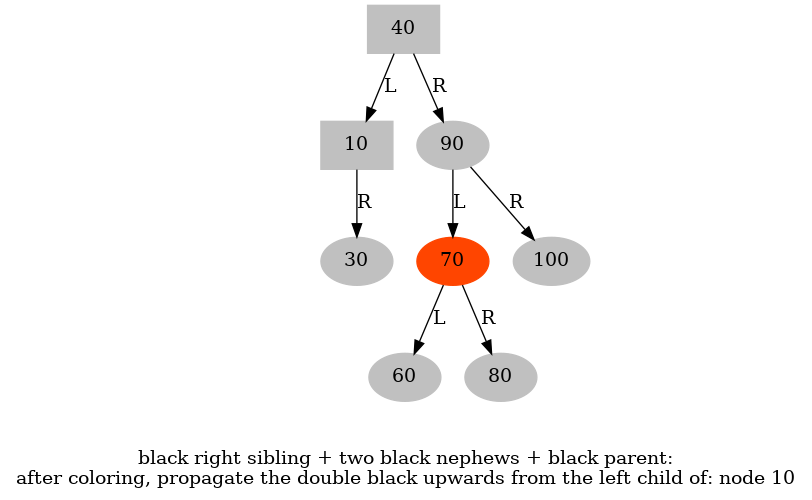 40
L
R
10
90
R
L
R
30
70
100
L
R
60
80
black right sibling + two black nephews + black parent:
after coloring, propagate the double black upwards from the left child of: node 10